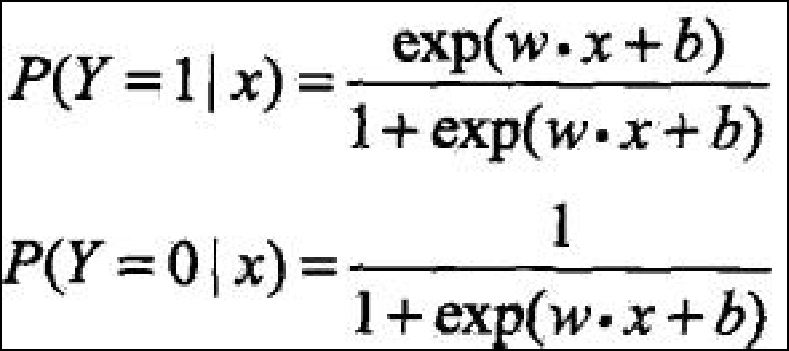 P(Y = 1 | x) = exp(w · x + b) / 1 + exp(w · x + b)
P(Y = 0 | x) = 1 / 1 + exp(w · x + b)